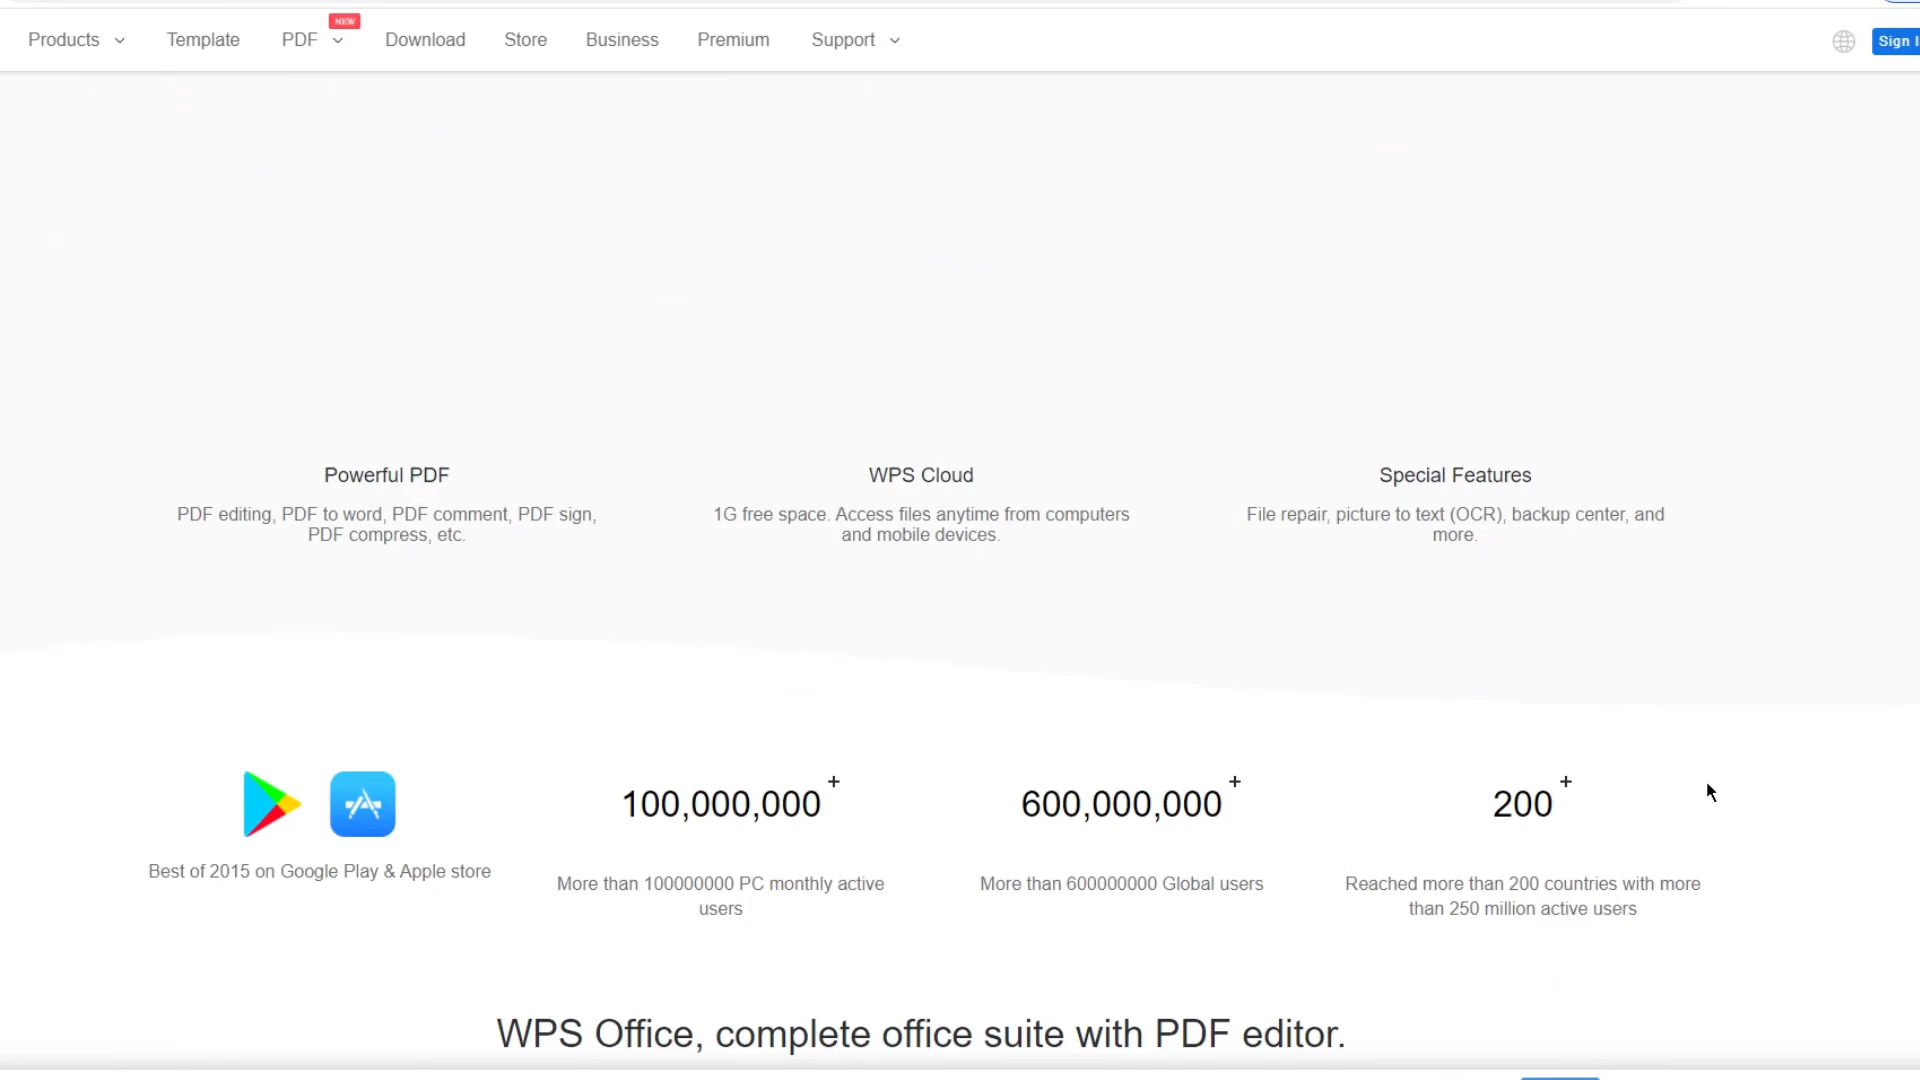 Products
Template
PDF
NEW
Download
Store
Business
Premium
Support
Sign
Powerful PDF
PDF editing, PDF to word, PDF comment, PDF sign,
PDF compress, etc.
WPS Cloud
1G free space. Access files anytime from computers
and mobile devices.
Special Features
File repair, picture to text (OCR), backup center, and
more.
Best of 2015 on Google Play & Apple store
100,000,000+
More than 100000000 PC monthly active
users
600,000,000+
More than 600000000 Global users
200+
Reached more than 200 countries with more
than 250 million active users
WPS Office, complete office suite with PDF editor.